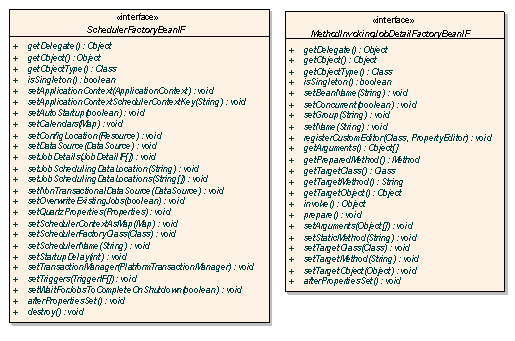 «interface»
SchedulerFactoryBeanIF
+ getDelegate() : Object
+ getObject() : Object
+ getObjectType() : Class
+ isSingleton() : boolean
+ setApplicationContext(ApplicationContext) : void
+ setApplicationContextSchedulerContextKey(String) : void
+ setAutoStartup(boolean) : void
+ setCalendars(Map) : void
+ setConfigLocation(Resource) : void
+ setDataSource(DataSource) : void
+ setJobDetails(JobDetailIF[]) : void
+ setJobSchedulingDataLocation(String) : void
+ setJobSchedulingDataLocations(String[]) : void
+ setNonTransactionalDataSource(DataSource) : void
+ setOverwriteExistingJobs(boolean) : void
+ setQuartzProperties(Properties) : void
+ setSchedulerContextAsMap(Map) : void
+ setSchedulerFactoryClass(Class) : void
+ setSchedulerName(String) : void
+ setStartupDelay(int) : void
+ setTransactionManager(PlatformTransactionManager) : void
+ setTriggers(TriggerIF[]) : void
+ setWaitForJobsToCompleteOnShutdown(boolean) : void
+ afterPropertiesSet() : void
+ destroy() : void
«interface»
MethodInvokingJobDetailFactoryBeanIF
+ getDelegate() : Object
+ getObject() : Object
+ getObjectType() : Class
+ isSingleton() : boolean
+ setBeanName(String) : void
+ setConcurrent(boolean) : void
+ setGroup(String) : void
+ setName(String) : void
+ registerCustomEditor(Class, PropertyEditor) : void
+ getArguments() : Object[]
+ getPreparedMethod() : Method
+ getTargetClass() : Class
+ getTargetMethod() : String
+ getTargetObject() : Object
+ invoke() : Object
+ prepare() : void
+ setArguments(Object[]) : void
+ setStaticMethod(String) : void
+ setTargetClass(Class) : void
+ setTargetMethod(String) : void
+ setTargetObject(Object) : void
+ afterPropertiesSet() : void